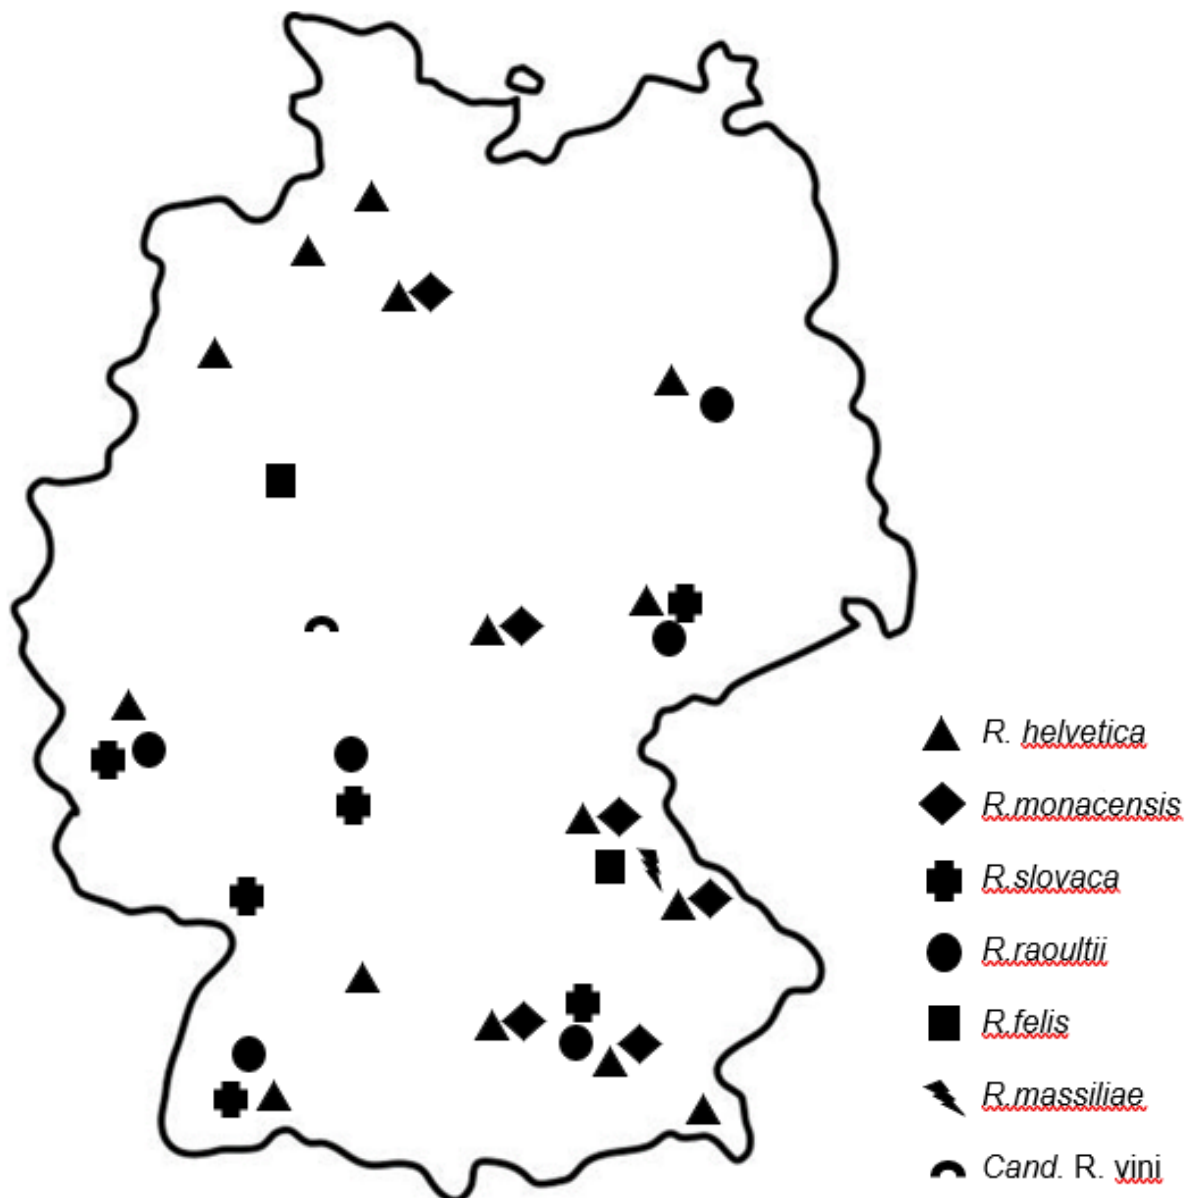 R. helvetica
R.monacensis
R.slovaca
R.raoultii
R.felis
R.massiliae
Cand. R. vini